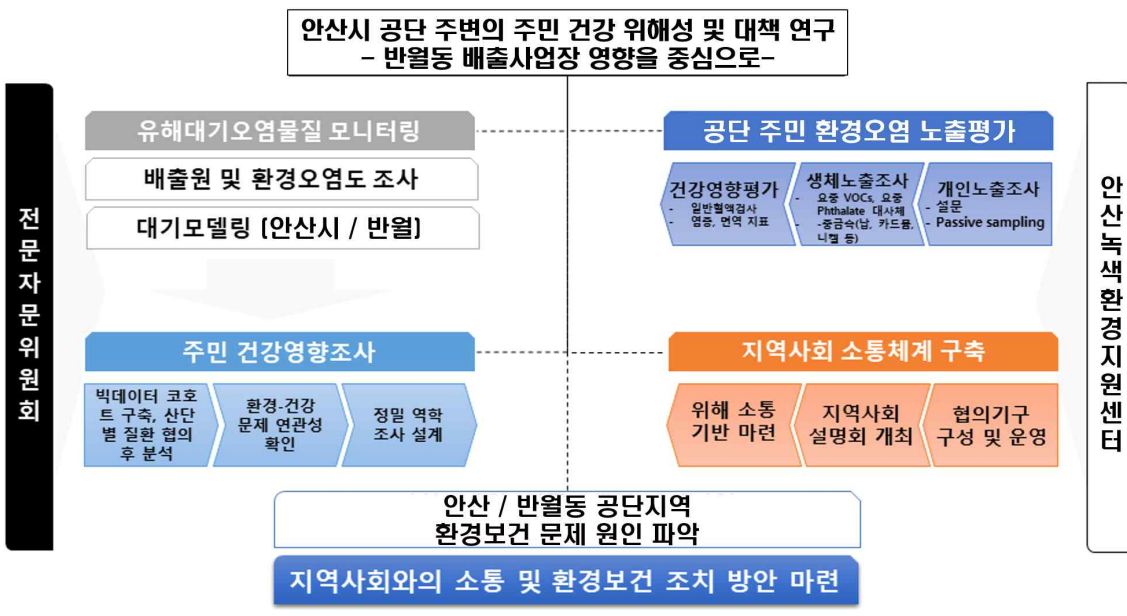 안산시 공단 주변의 주민 건강 위해성 및 대책 연구
- 반월동 배출사업장 영향을 중심으로-
전문자문위원회
유해대기오염물질 모니터링
배출원 및 환경오염도 조사
대기모델링 (안산시 / 반월)
공단 주민 환경오염 노출평가
건강영향평가
- 일반혈액검사
- 염증, 면역 지표
생체노출조사
- 요중 VOCs, 요중
Phthalate 대사체
- -중금속(납, 카드뮴,
니켈 등)
개인노출조사
- 설문
- Passive sampling
안산녹색환경지원센터
주민 건강영향조사
빅데이터 코호
트 구축, 산단
별 질환 협의
후 분석
환경-건강
문제 연관성
확인
정밀 역학
조사 설계
지역사회 소통체계 구축
위해 소통
기반 마련
지역사회
설명회 개최
협의기구
구성 및 운영
안산 / 반월동 공단지역
환경보건 문제 원인 파악
지역사회와의 소통 및 환경보건 조치 방안 마련